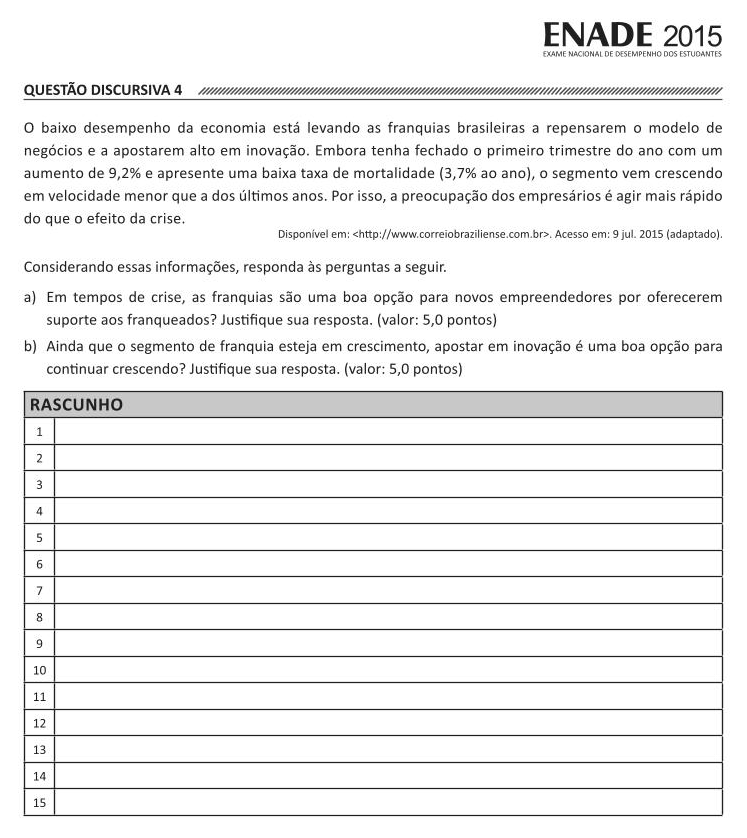 ENADE 2015
EXAME NACIONAL DE DESEMPENHO DOS ESTUDANTES
QUESTÃO DISCURSIVA 4
O baixo desempenho da economia está levando as franquias brasileiras a repensarem o modelo de
negócios e a apostarem alto em inovação. Embora tenha fechado o primeiro trimestre do ano com um
aumento de 9,2% e apresente uma baixa taxa de mortalidade (3,7% ao ano), o segmento vem crescendo
em velocidade menor que a dos últimos anos. Por isso, a preocupação dos empresários é agir mais rápido
do que o efeito da crise.
Disponível em: <http://www.correiobraziliense.com.br>. Acesso em: 9 jul. 2015 (adaptado).
Considerando essas informações, responda às perguntas a seguir.
a) Em tempos de crise, as franquias são uma boa opção para novos empreendedores por oferecerem
suporte aos franqueados? Justifique sua resposta. (valor: 5,0 pontos)
b) Ainda que o segmento de franquia esteja em crescimento, apostar em inovação é uma boa opção para
continuar crescendo? Justifique sua resposta. (valor: 5,0 pontos)
RASCUNHO
1
2
3
4
5
6
7
8
9
10
11
12
13
14
15